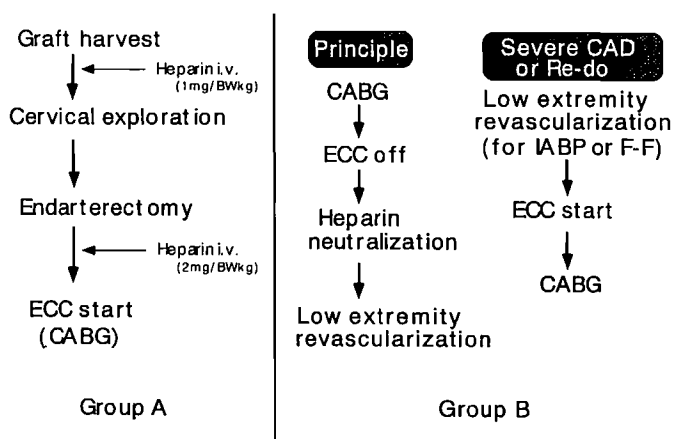 Graft harvest
Heparin i.v.
(1mg/BWkg)
Cervical exploration
Endarterectomy
Heparin i.v.
(2mg/BWkg)
ECC start
(CABG)
Group A
Principle
CABG
ECC off
Heparin
neutralization
Low extremity
revascularization
Severe CAD
or Re-do
Low extremity
revascularization
(for IABP or F-F)
ECC start
CABG
Group B